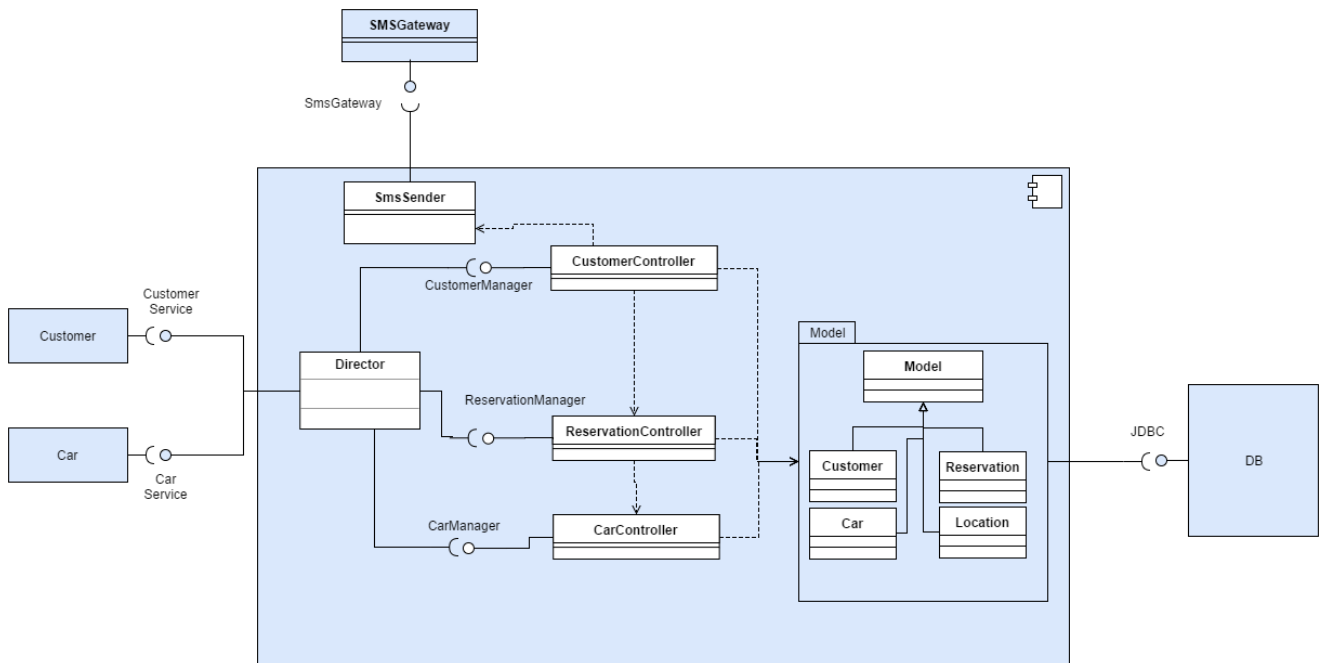 SMSGateway
SmsGateway
SmsSender
CustomerController
CustomerManager
Customer
Service
Customer
Director
Model
Model
ReservationManager
ReservationController
JDBC
Car
Car
Service
Customer
Reservation
DB
CarManager
CarController
Car
Location